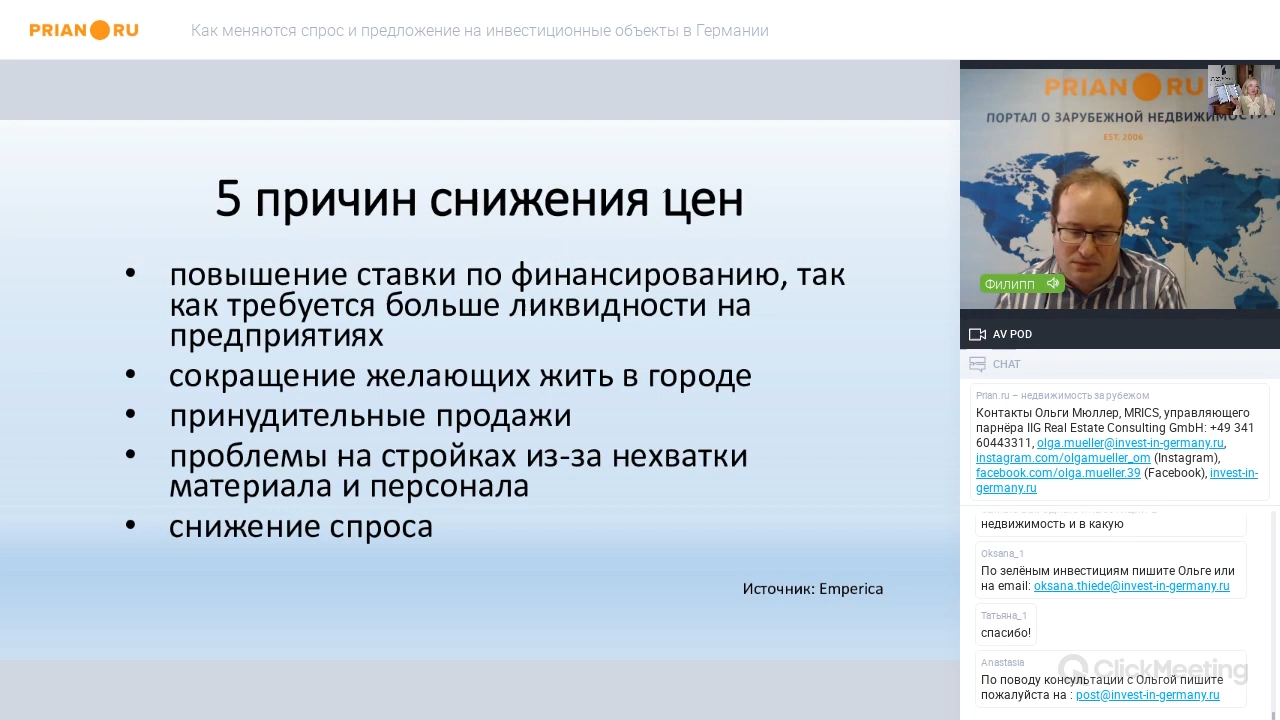 PRIAN RU
Как меняются спрос и предложение на инвестиционные объекты в Германии
5 причин снижения цен
• повышение ставки по финансированию, так
как требуется больше ликвидности на
предприятиях
• сокращение желающих жить в городе
• принудительные продажи
• проблемы на стройках из-за нехватки
материала и персонала
• снижение спроса
Источник: Emperica
PRIAN RU
ПОРТАЛ О ЗАРУБЕЖНОЙ НЕДВИЖИМОСТИ
EST. 2006
Филипп
AV POD
CHAT
Prian.ru – недвижимость за рубежом
Контакты Ольги Мюллер, MRICS, управляющего
парнёра IIG Real Estate Consulting GmbH: +49 341
60443311, olga.mueller@invest-in-germany.ru,
instagram.com/olgamueller_om (Instagram),
facebook.com/olga.mueller.39 (Facebook), invest-in-
germany.ru
недвижимость и в какую
Oksana_1
По зелёным инвестициям пишите Ольге или
на email: oksana.thiede@invest-in-germany.ru
Татьяна_1
спасибо!
Anastasia
По поводу консультации с Ольгой пишите
пожалуйста на : post@invest-in-germany.ru
ClickMeeting